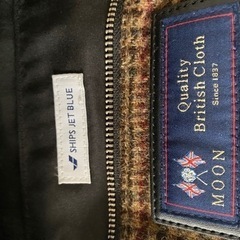 SHIPS JET BLUE
Quality
British Cloth
Since 1837
MOON